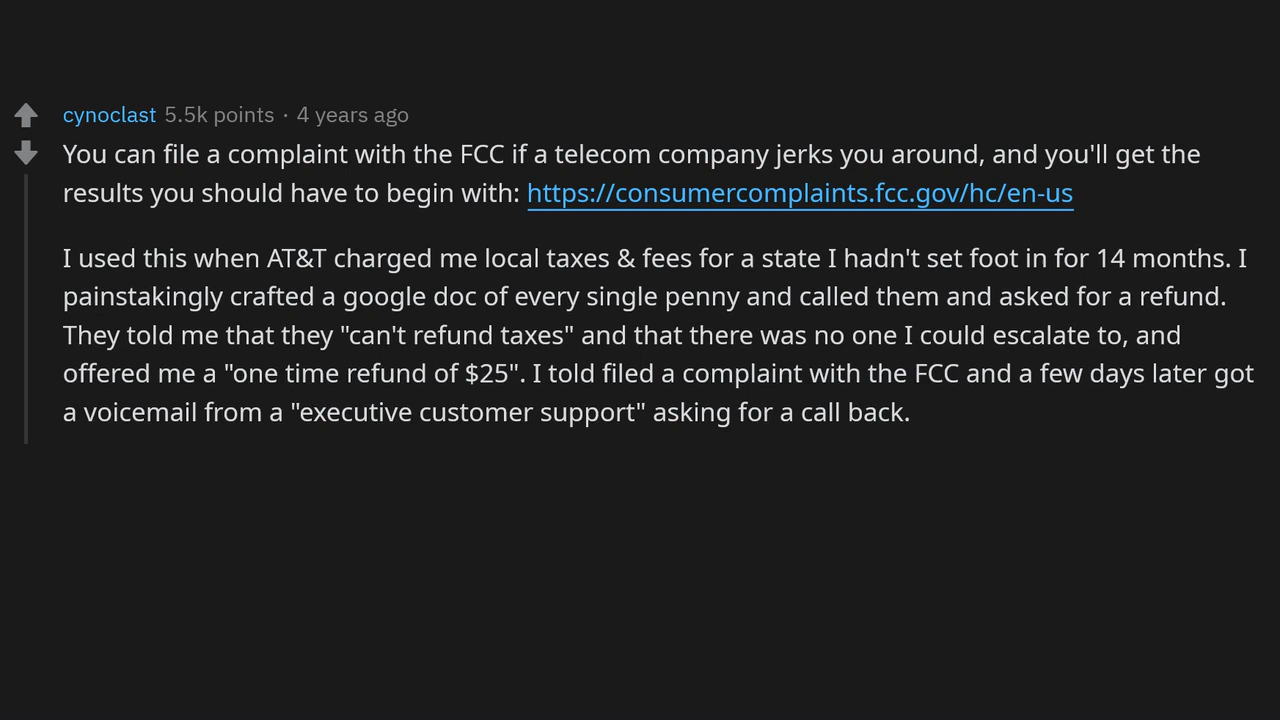 cynoclast 5.5k points · 4 years ago
You can file a complaint with the FCC if a telecom company jerks you around, and you'll get the
results you should have to begin with: https://consumercomplaints.fcc.gov/hc/en-us
I used this when AT&T charged me local taxes & fees for a state I hadn't set foot in for 14 months. I
painstakingly crafted a google doc of every single penny and called them and asked for a refund.
They told me that they "can't refund taxes" and that there was no one I could escalate to, and
offered me a "one time refund of $25". I told filed a complaint with the FCC and a few days later got
a voicemail from a "executive customer support" asking for a call back.